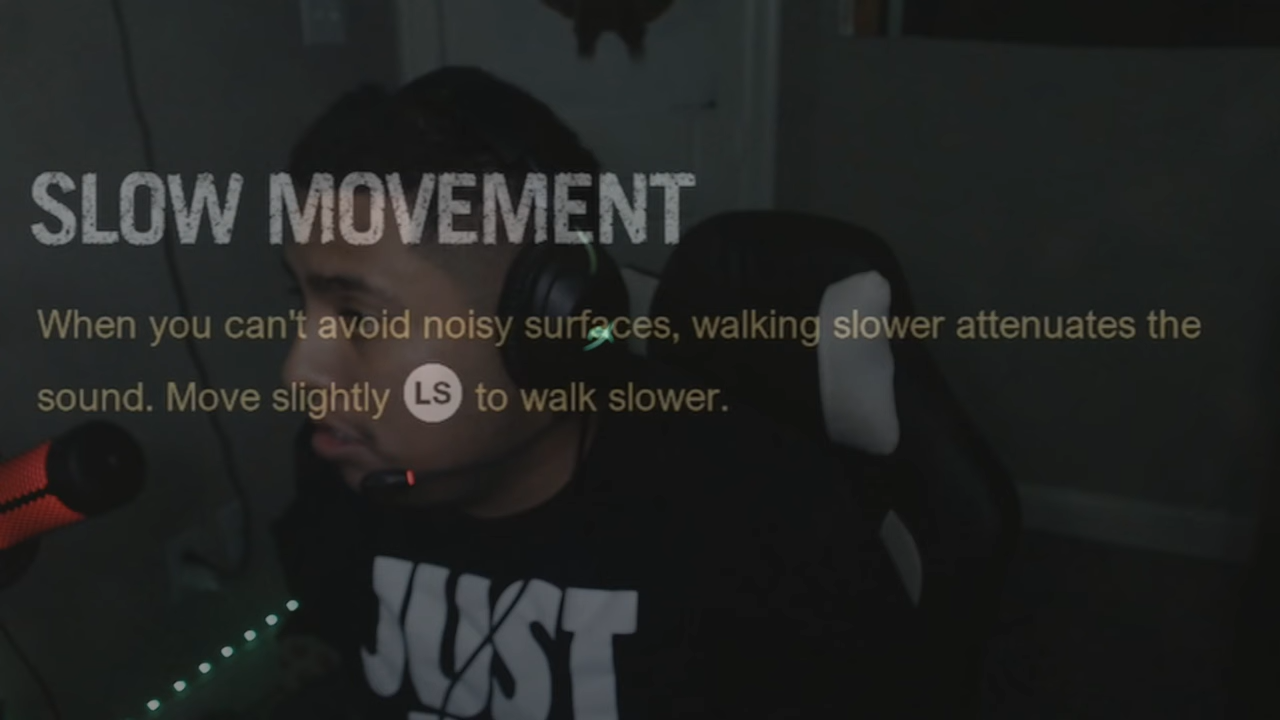 SLOW MOVEMENT
When you can't avoid noisy surfaces, walking slower attenuates the
sound. Move slightly LS to walk slower.
JUST